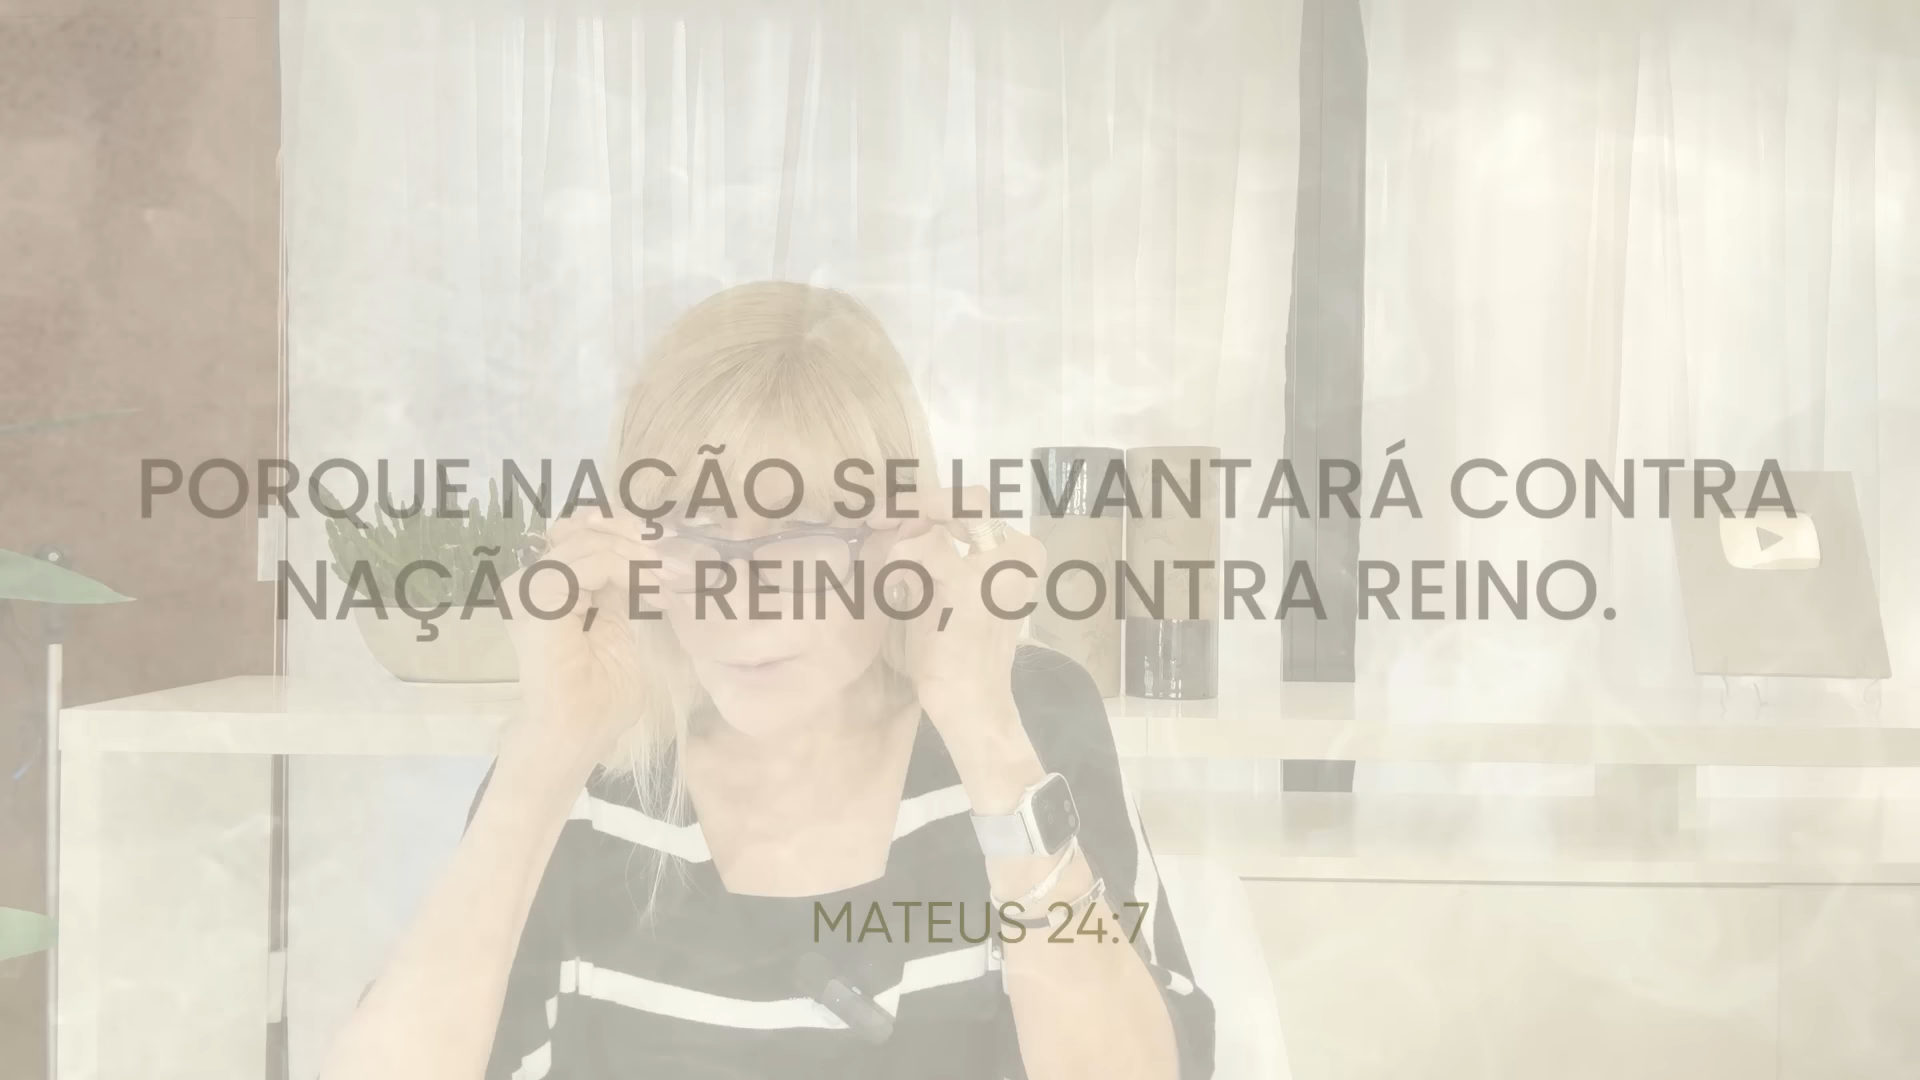 PORQUE NAÇÃO SE LEVANTARÁ CONTRA
NAÇÃO, E REINO, CONTRA REINO.
MATEUS 24:7